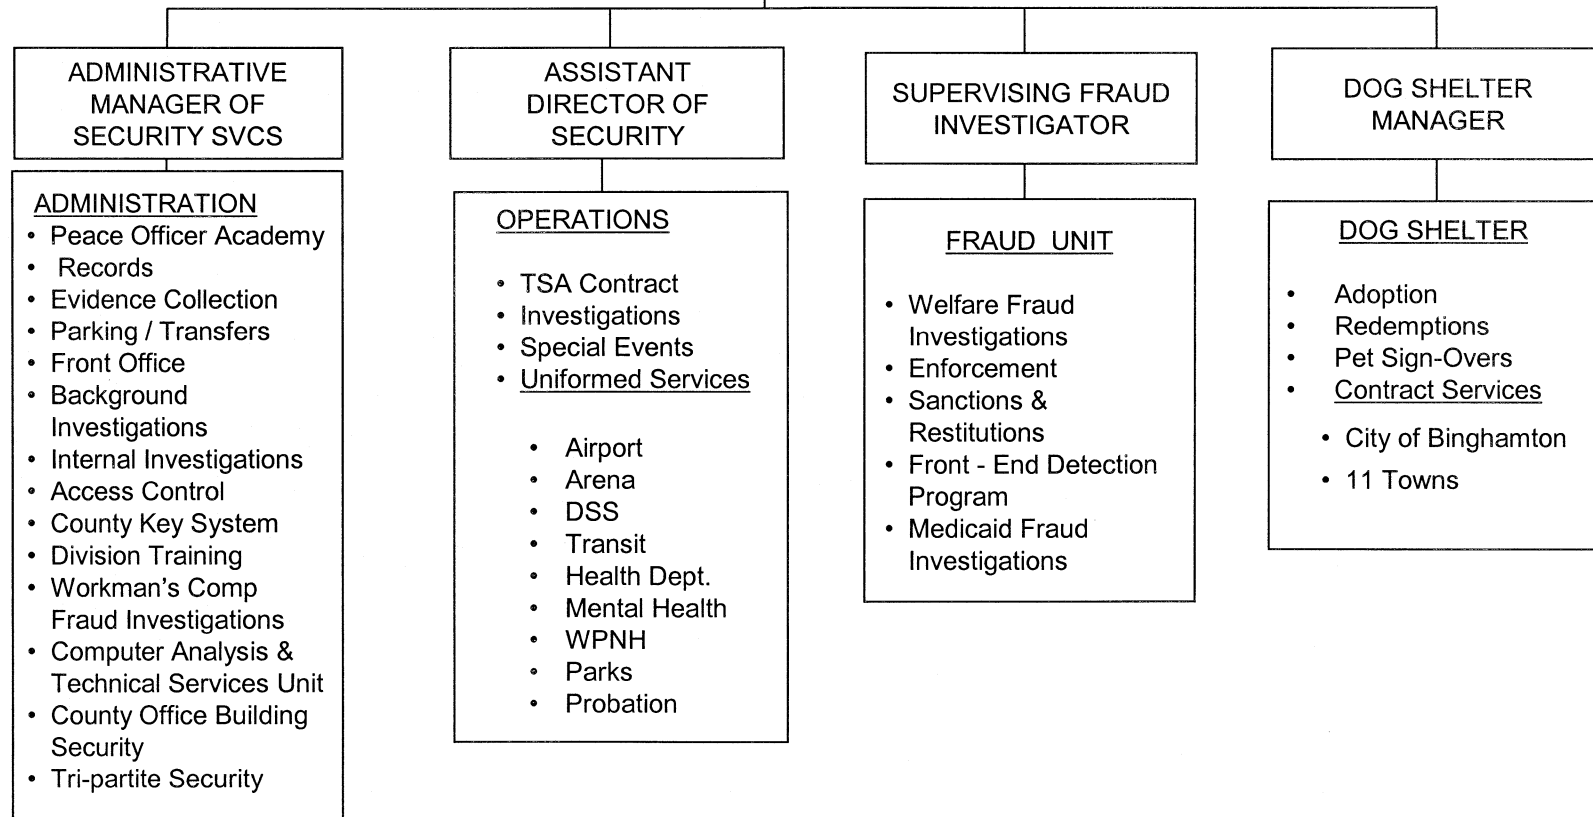 ADMINISTRATIVE
MANAGER OF
SECURITY SVCS
ADMINISTRATION
• Peace Officer Academy
• Records
• Evidence Collection
• Parking / Transfers
• Front Office
• Background
Investigations
• Internal Investigations
• Access Control
• County Key System
• Division Training
• Workman's Comp
Fraud Investigations
• Computer Analysis &
Technical Services Unit
• County Office Building
Security
• Tri-partite Security
ASSISTANT
DIRECTOR OF
SECURITY
OPERATIONS
• TSA Contract
• Investigations
• Special Events
• Uniformed Services
• Airport
• Arena
• DSS
• Transit
• Health Dept.
• Mental Health
• WPNH
• Parks
• Probation
SUPERVISING FRAUD
INVESTIGATOR
FRAUD UNIT
• Welfare Fraud
Investigations
• Enforcement
• Sanctions &
Restitutions
• Front - End Detection
Program
• Medicaid Fraud
Investigations
DOG SHELTER
MANAGER
DOG SHELTER
• Adoption
• Redemptions
• Pet Sign-Overs
• Contract Services
• City of Binghamton
• 11 Towns